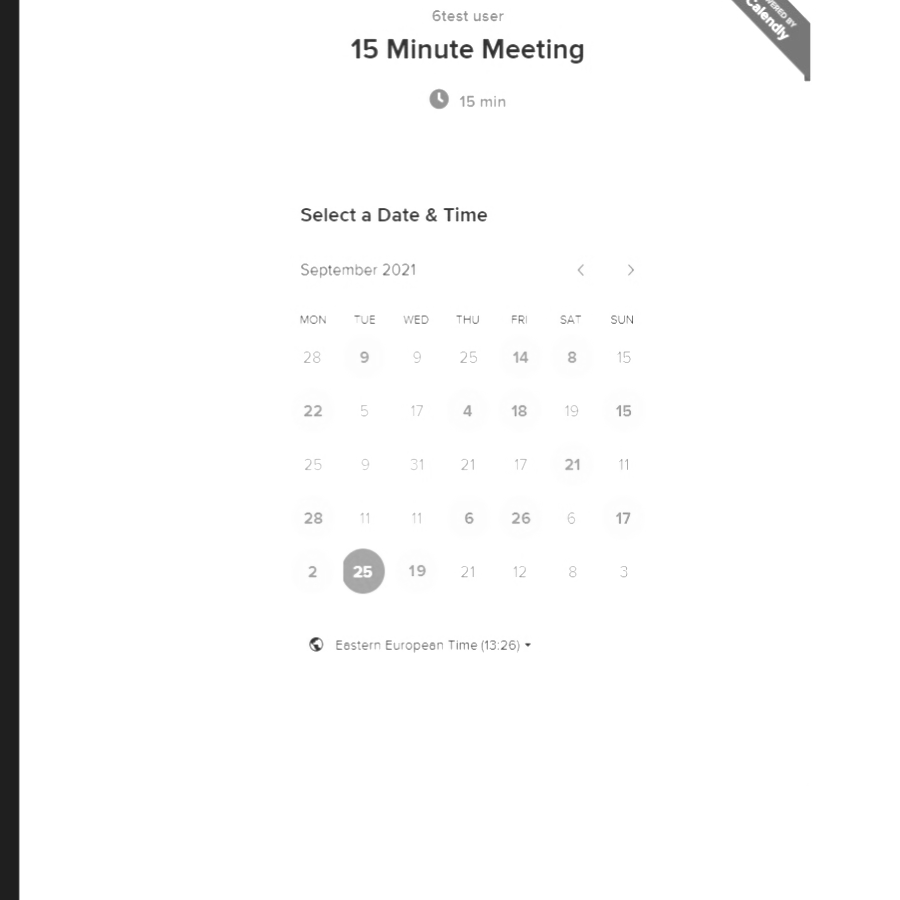 6test user
15 Minute Meeting
15 min
Calendly
Select a Date & Time
September 2021
MON TUE WED THU FRI SAT SUN
28 9 9 25 14 8 15
22 5 17 4 18 19 15
25 9 31 21 17 21 11
28 11 11 6 26 6 17
2 25 19 21 12 8 3
Eastern European Time (13:26)